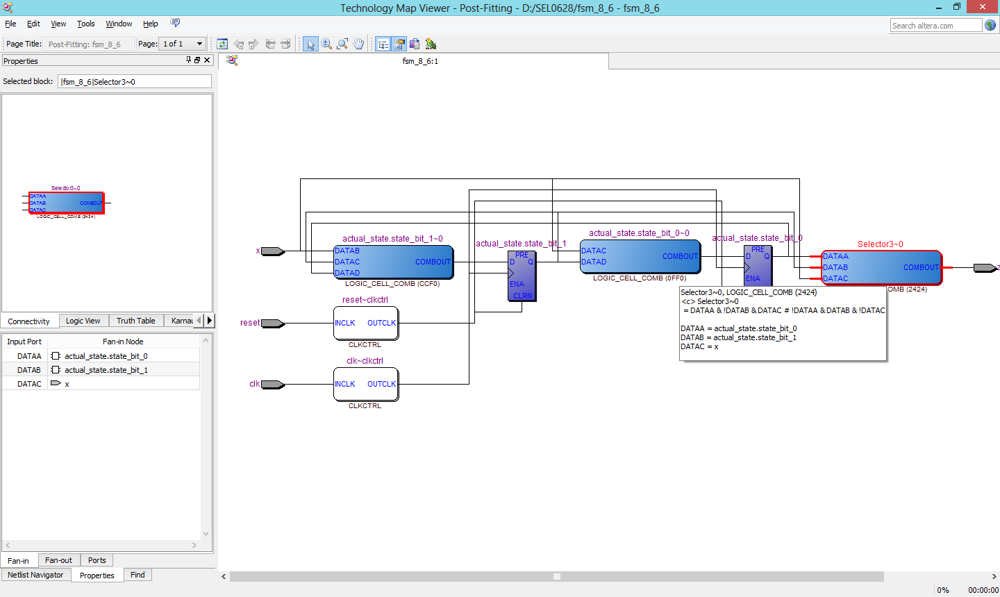 Technology Map Viewer - Post-Fitting - D:/SEL0628/fsm_8_6 - fsm_8_6
File Edit View Tools Window Help
Search altera.com
Page Title: Post-Fitting: fsm_8_6 Page: 1 of 1
Properties
fsm_8_6:1
Selected block: |fsm_8_6|Selector3~0
Selector3~0
DATAA
DATAB COMBOUT
DATAC
LOGIC_CELL_COMB (2424)
Connectivity Logic View Truth Table Karnau
Input Port Fan-in Node
DATAA actual_state.state_bit_0
DATAB actual_state.state_bit_1
DATAC x
Fan-in Fan-out Ports
Netlist Navigator Properties Find
x
actual_state.state_bit_1~0
DATAB
DATAC COMBOUT
DATAD
LOGIC_CELL_COMB (CCF0)
actual_state.state_bit_1
PRE
D Q
ENA
CLRN
actual_state.state_bit_0~0
DATAC
DATAD COMBOUT
LOGIC_CELL_COMB (0FF0)
actual_state.state_bit_0
PRE
D Q
ENA
Selector3~0
DATAA
DATAB COMBOUT
DATAC
COMB (2424)
z
reset
reset~clkctrl
INCLK OUTCLK
CLKCTRL
clk
clk~clkctrl
INCLK OUTCLK
CLKCTRL
Selector3~0, LOGIC_CELL_COMB (2424)
<c> Selector3~0
= DATAA & !DATAB & DATAC # !DATAA & DATAB & !DATAC
DATAA = actual_state.state_bit_0
DATAB = actual_state.state_bit_1
DATAC = x
0% 00:00:00